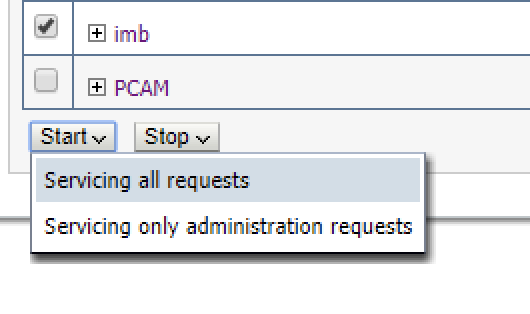 imb
PCAM
Start Stop
Servicing all requests
Servicing only administration requests